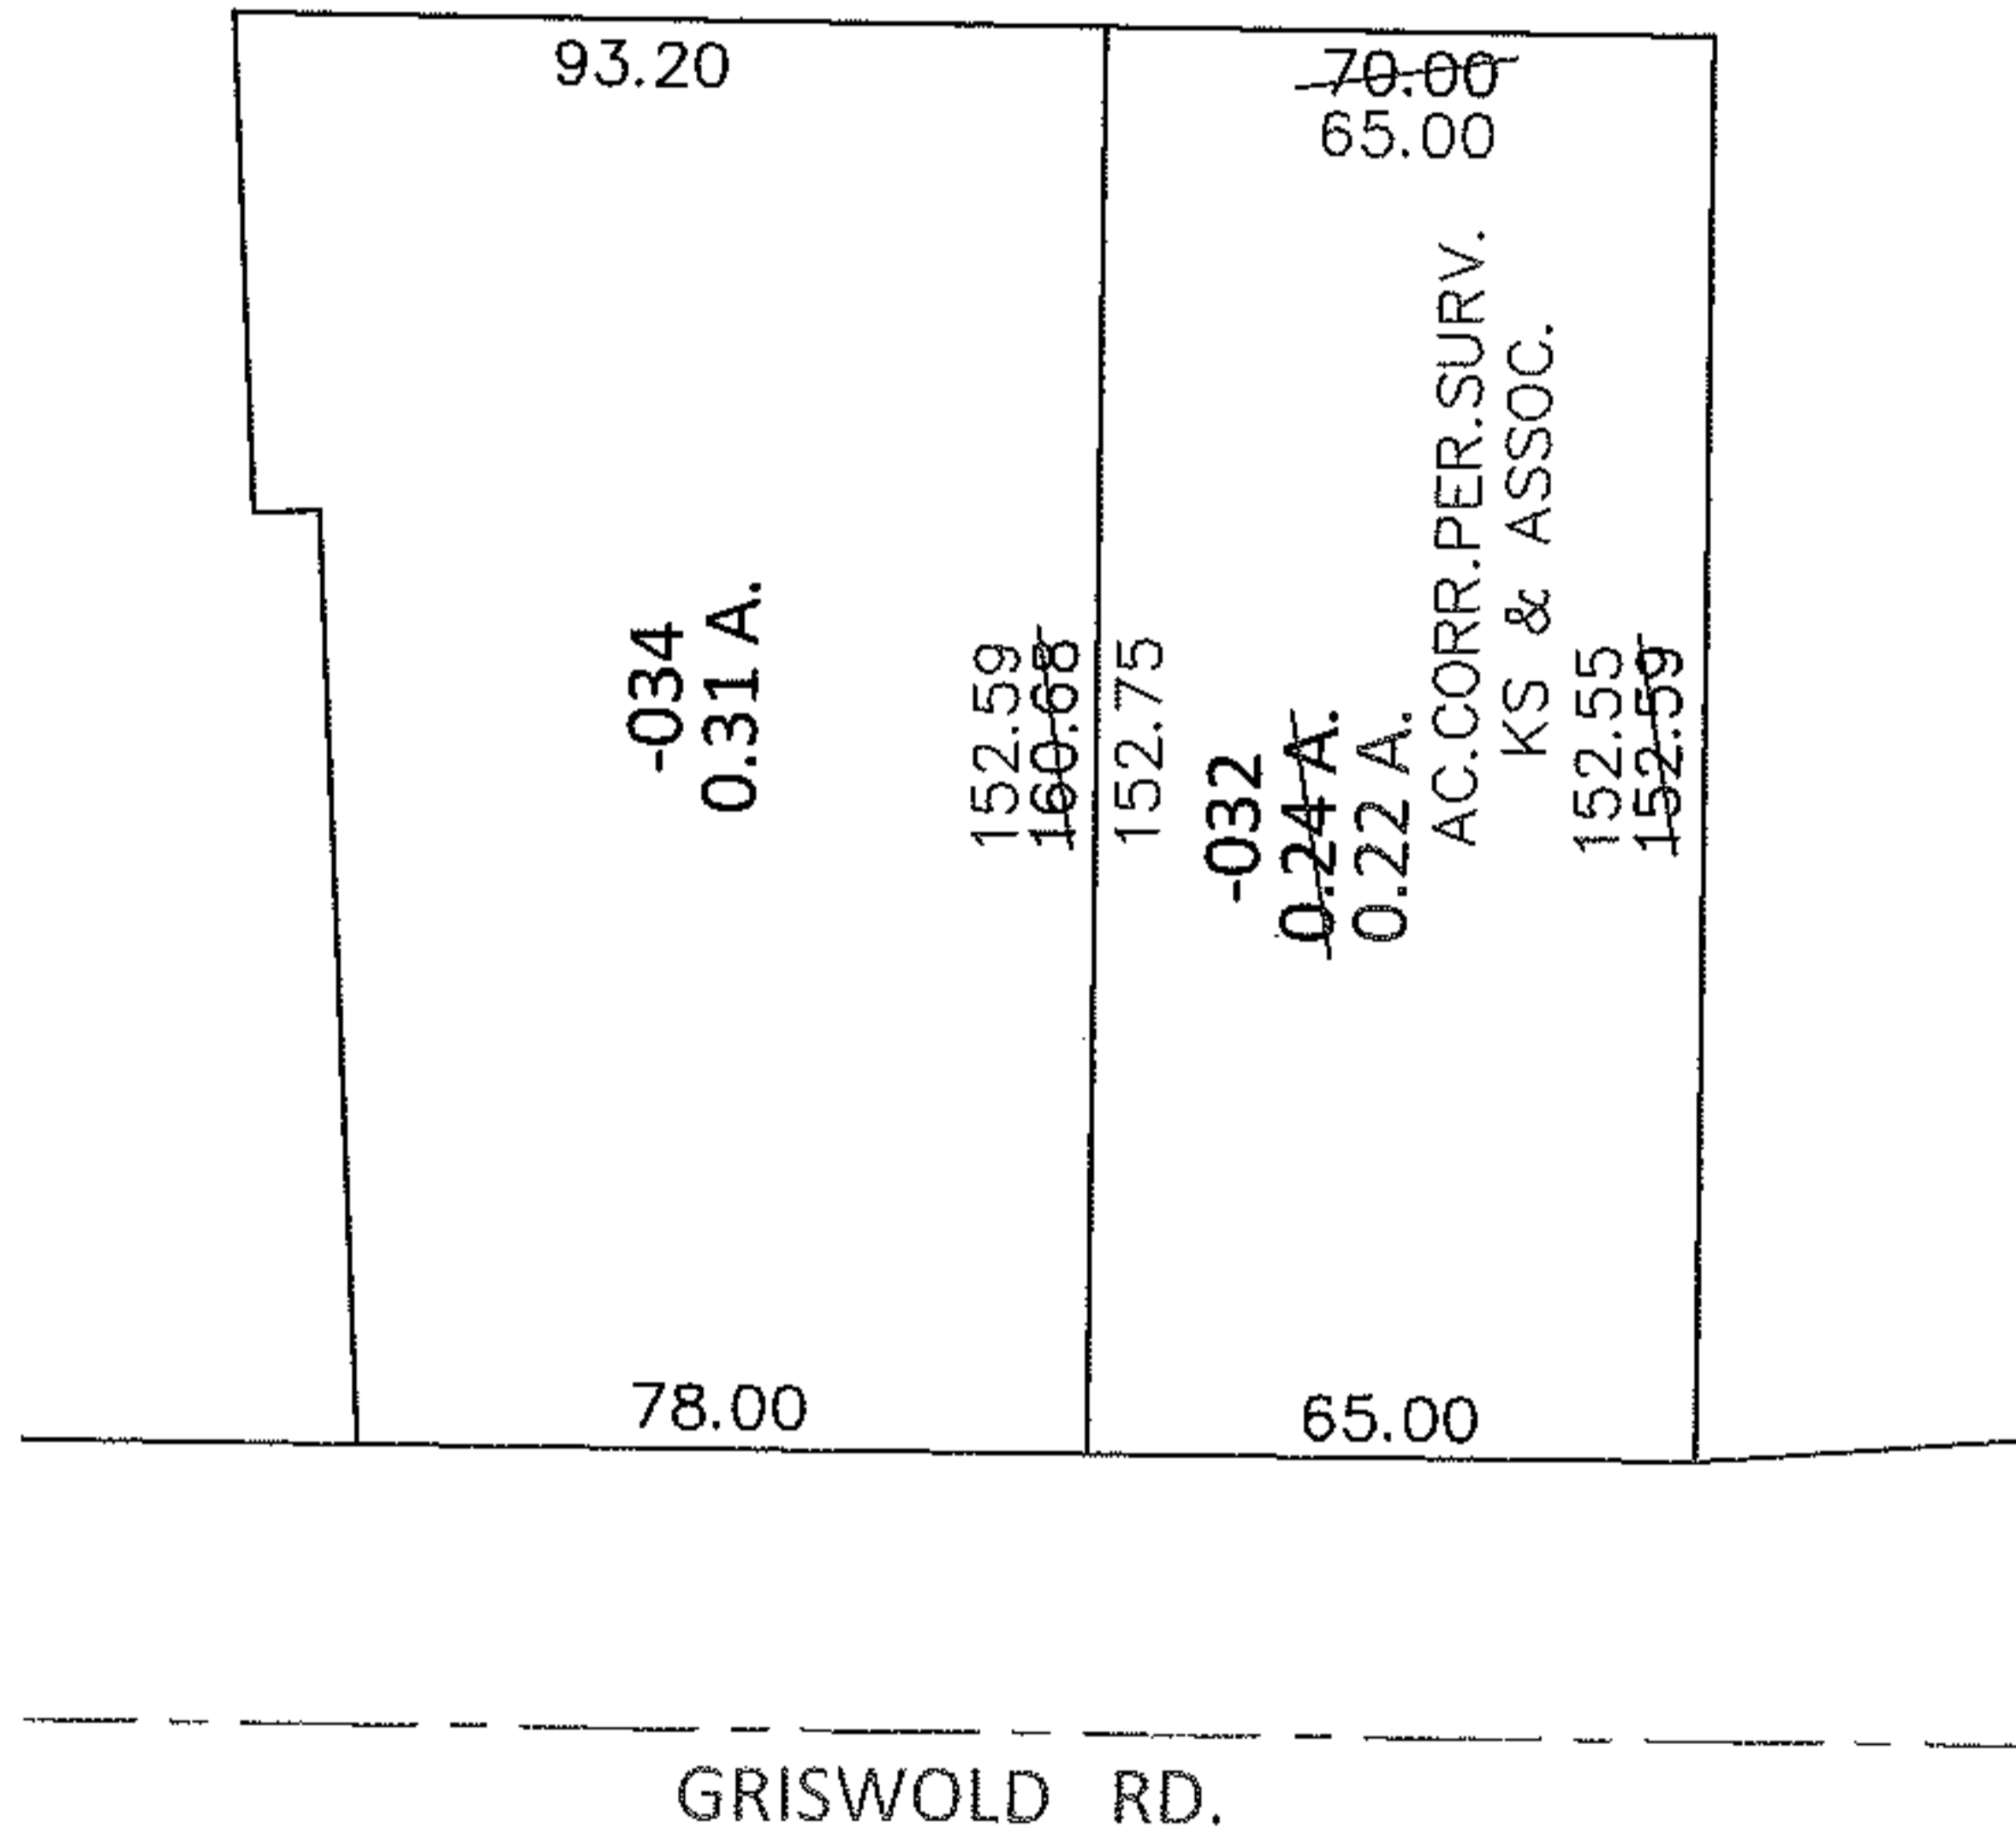 93.20
70.00
65.00
-034
0.31 A.
152.59
160.68
152.75
-032
0.24 A.
0.22 A.
AC.CORR.PER.SURV.
KS & ASSOC.
152.55
152.59
78.00
65.00
GRISWOLD RD.